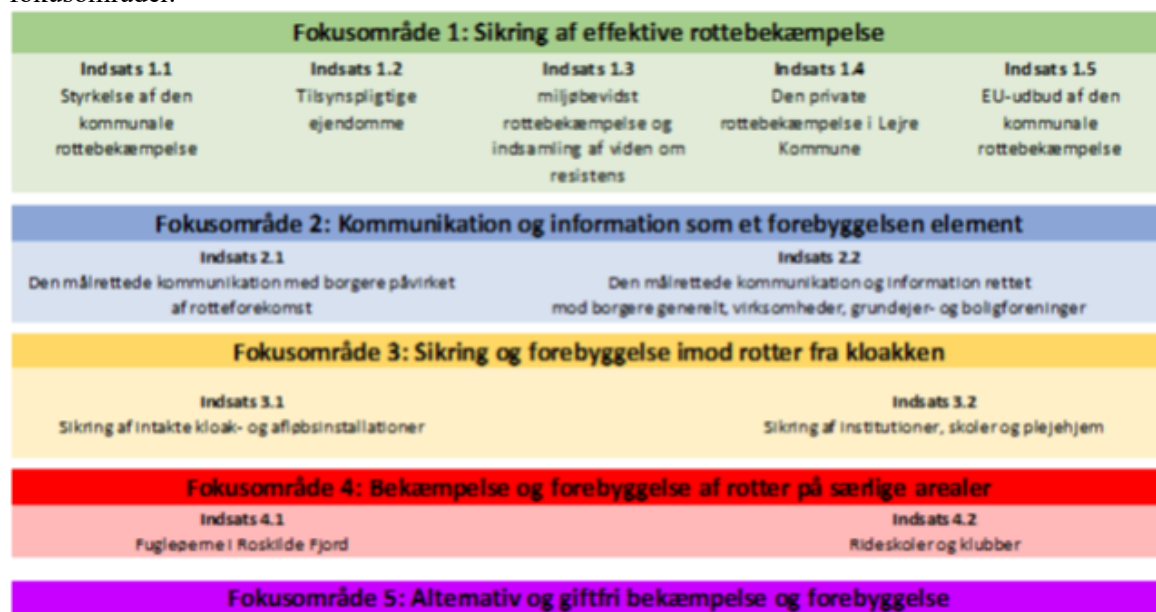 fokusområder.
Fokusområde 1: Sikring af effektive rottebekæmpelse
Indsats 1.1
Styrkelse af den
kommunale
rottebekæmpelse
Indsats 1.2
Tilsynspligtige
ejendomme
Indsats 1.3
miljøbevidst
rottebekæmpelse og
indsamling af viden om
resistens
Indsats 1.4
Den private
rottebekæmpelse i Lejre
Kommune
Indsats 1.5
EU-udbud af den
kommunale
rottebekæmpelse
Fokusområde 2: Kommunikation og information som et forebyggelsen element
Indsats 2.1
Den målrettede kommunikation med borgere påvirket
af rotteforekomst
Indsats 2.2
Den målrettede kommunikation og information rettet
mod borgere generelt, virksomheder, grundejer- og boligforeninger
Fokusområde 3: Sikring og forebyggelse imod rotter fra kloakken
Indsats 3.1
Sikring af intakte kloak- og afløbsinstallationer
Indsats 3.2
Sikring af institutioner, skoler og plejehjem
Fokusområde 4: Bekæmpelse og forebyggelse af rotter på særlige arealer
Indsats 4.1
Fugleøerne i Roskilde Fjord
Indsats 4.2
Rideskoler og klubber
Fokusområde 5: Alternativ og giftfri bekæmpelse og forebyggelse